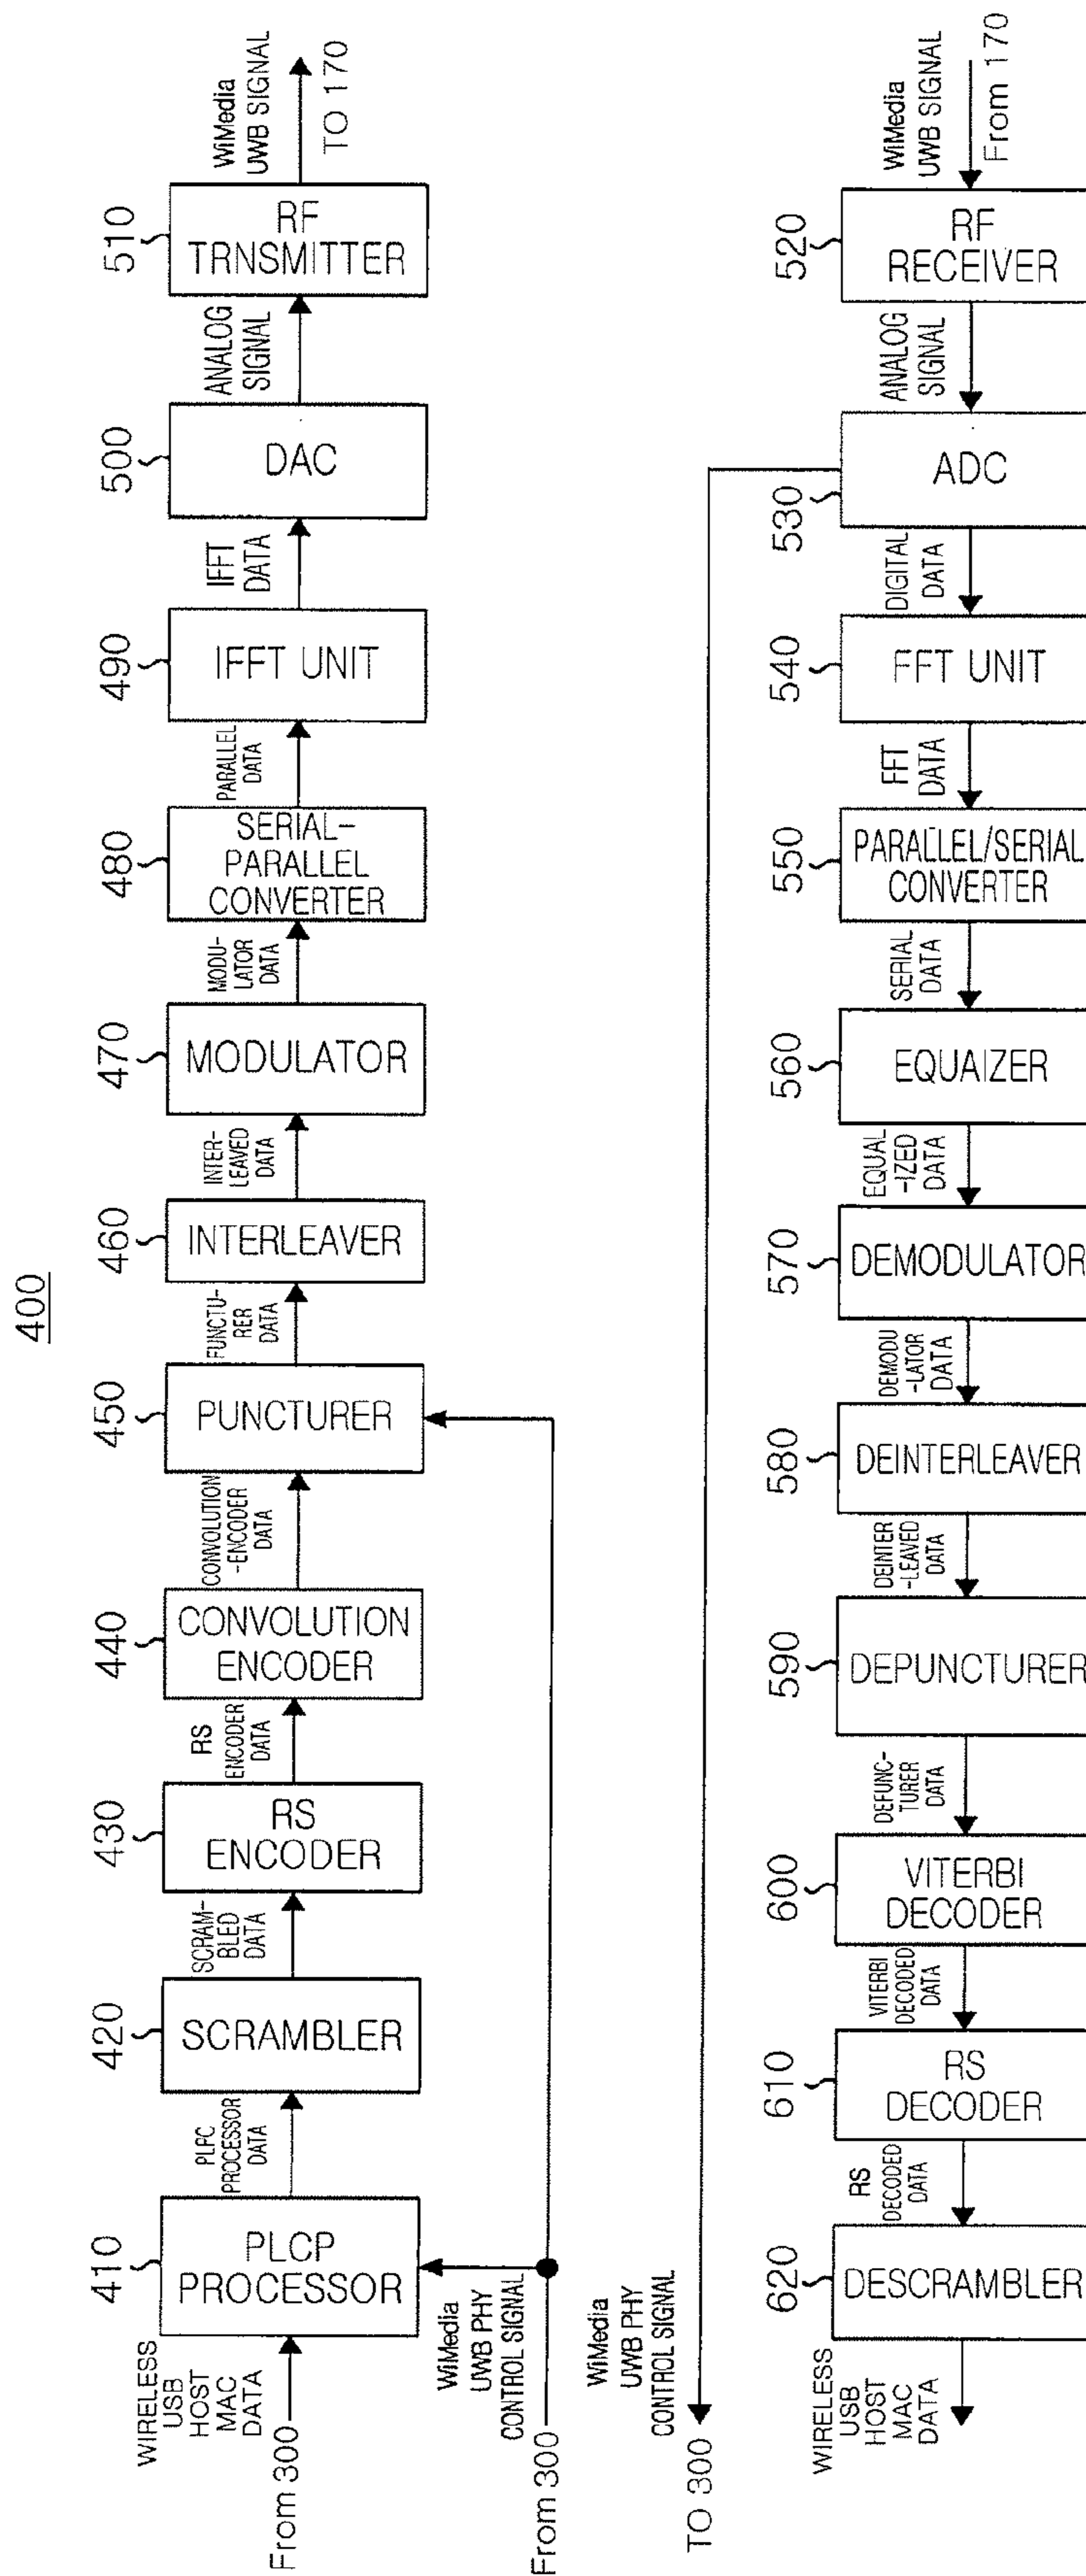 400
WIRELESS
USB
HOST
MAC
DATA
From 300
410
PLCP
PROCESSOR
PLFC
PROCESSOR
DATA
420
SCRAMBLER
SCRAM-
BLED
DATA
430
RS
ENCODER
RS
ENCODER
DATA
440
CONVOLUTION
ENCODER
CONVOLUTION
-ENCODER
DATA
450
PUNCTURER
FUNCTU-
RER
DATA
460
INTERLEAVER
INTER-
LEAVED
DATA
470
MODULATOR
MODU-
LATOR
DATA
480
SERIAL-
PARALLEL
CONVERTER
PARALLEL
DATA
490
IFFT UNIT
IFFT
DATA
500
DAC
ANALOG
SIGNAL
510
RF
TRNSMITTER
WiMedia
UWB SIGNAL
TO 170
WiMedia
UWB PHY
CONTROL SIGNAL
From 300
WiMedia
UWB PHY
CONTROL SIGNAL
TO 300
WiMedia
UWB SIGNAL
From 170
520
RF
RECEIVER
ANALOG
SIGNAL
530
ADC
DIGITAL
DATA
540
FFT UNIT
FFT
DATA
550
PARALLEL/SERIAL
CONVERTER
SERIAL
DATA
560
EQUAIZER
EQUAL
-IZED
DATA
570
DEMODULATOR
DEMODU
-LATOR
DATA
580
DEINTERLEAVER
DEINTER
-LEAVED
DATA
590
DEPUNCTURER
DEFUNC-
TURER
DATA
600
VITERBI
DECODER
VITERBI
DECODED
DATA
610
RS
DECODER
RS
DECODED
DATA
620
DESCRAMBLER
WIRELESS
USB
HOST
MAC
DATA